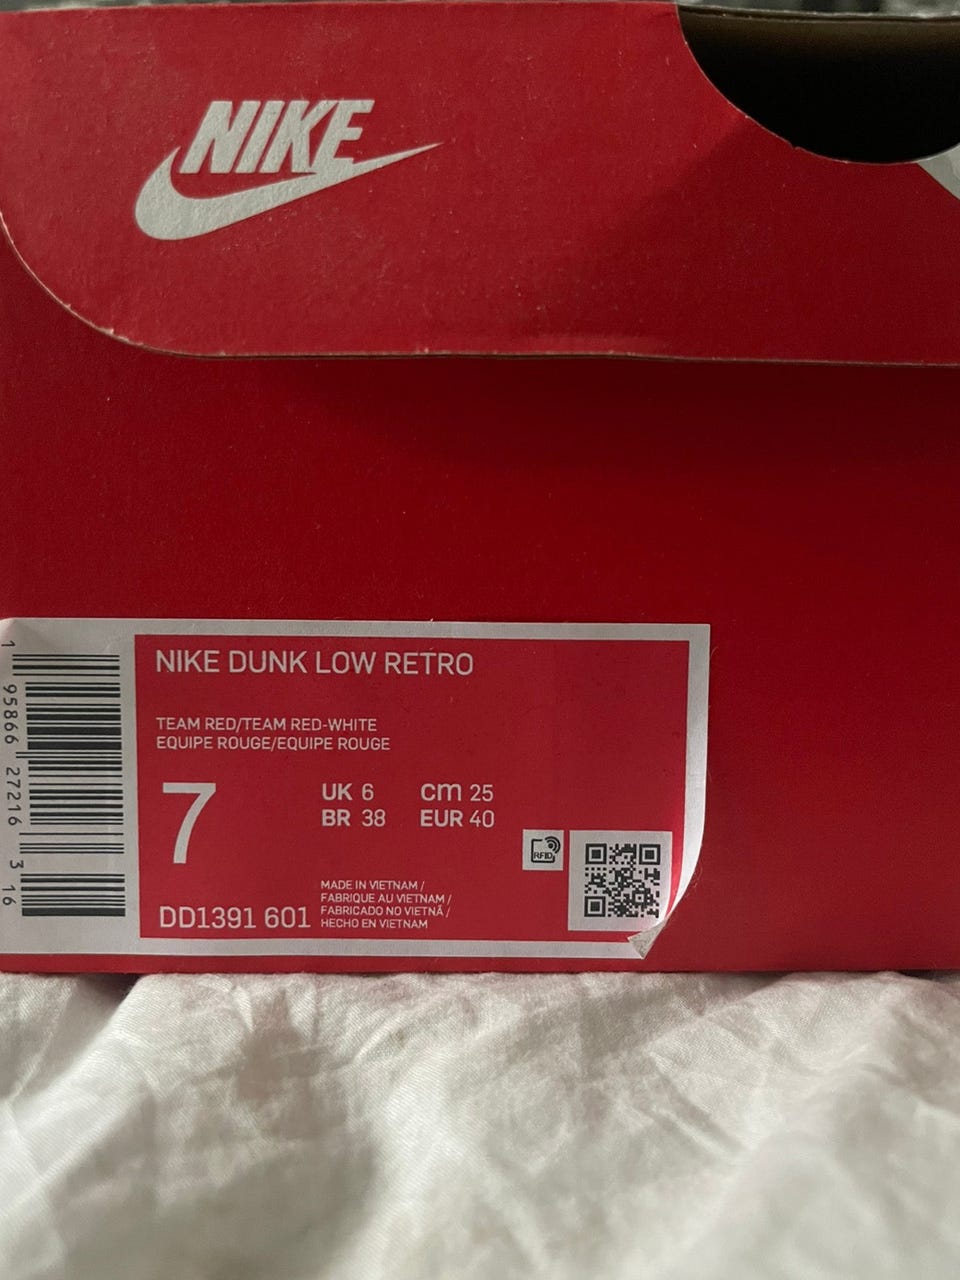 NIKE
NIKE DUNK LOW RETRO
TEAM RED/TEAM RED-WHITE
EQUIPE ROUGE/EQUIPE ROUGE
7
UK 6 cm 25
BR 38 EUR 40
RFID
MADE IN VIETNAM /
FABRIQUE AU VIETNAM /
FABRICADO NO VIETNÃ /
HECHO EN VIETNAM
DD1391 601
1 95866 27216 3 16